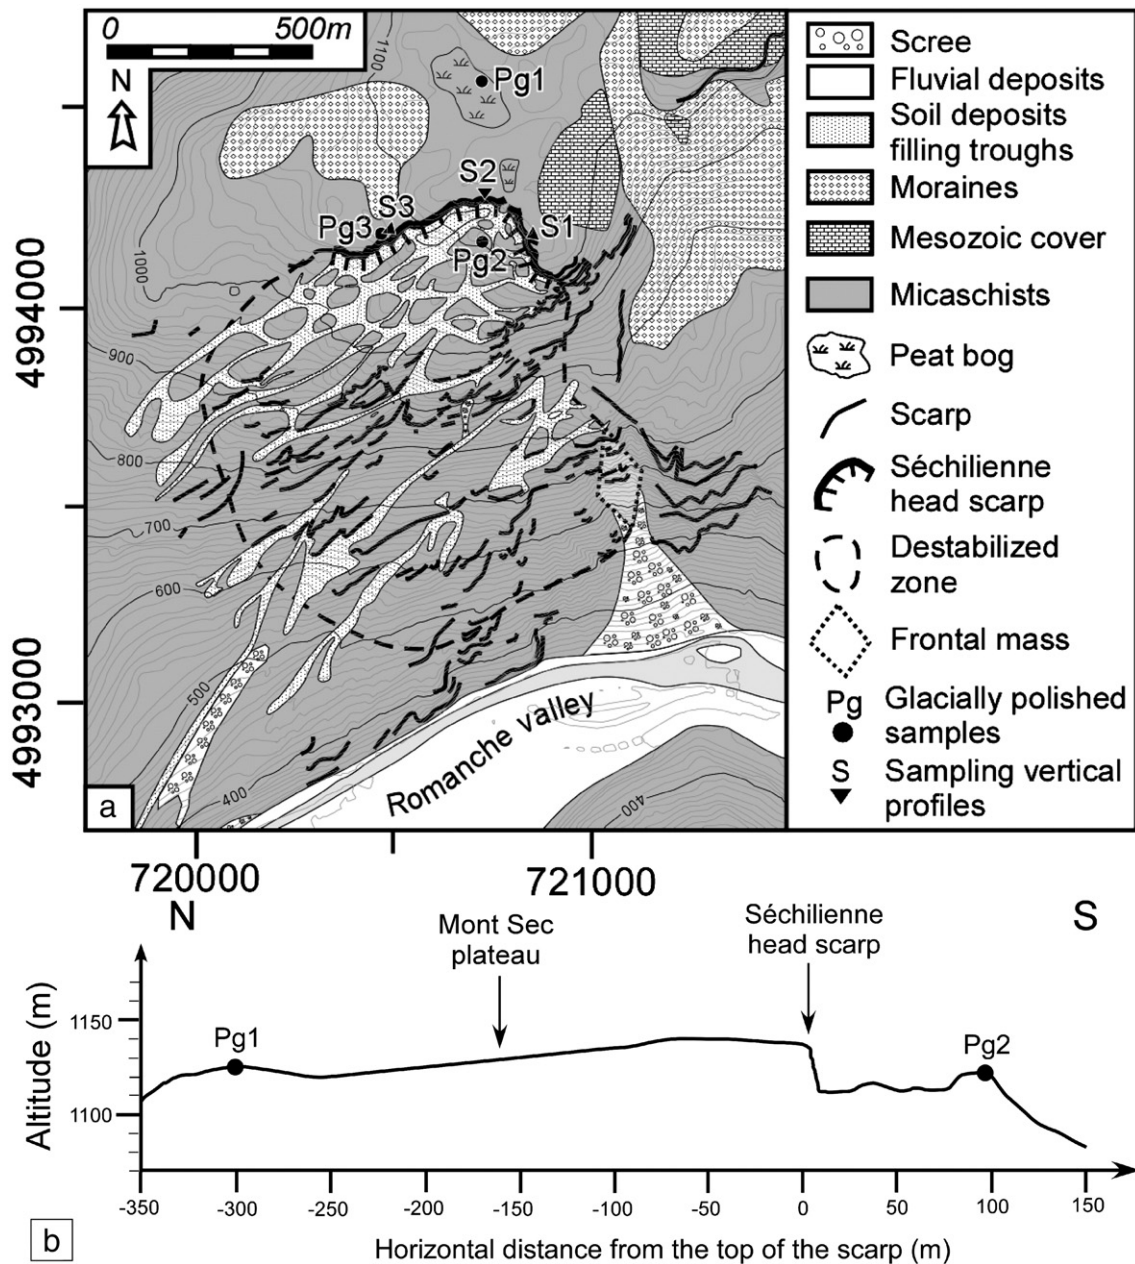 0 500m
N
1100
Pg1
S2
S3
Pg3
S1
Pg2
1000
900
800
700
600
500
400
400
Romanche valley
a
4994000
4993000
720000
721000
Scree
Fluvial deposits
Soil deposits
filling troughs
Moraines
Mesozoic cover
Micaschists
Peat bog
Scarp
Séchilienne
head scarp
Destabilized
zone
Frontal mass
Pg Glacially polished
samples
S Sampling vertical
profiles
N
S
Mont Sec
plateau
Séchilienne
head scarp
Altitude (m)
1150
1100
Pg1
Pg2
-350 -300 -250 -200 -150 -100 -50 0 50 100 150
Horizontal distance from the top of the scarp (m)
b